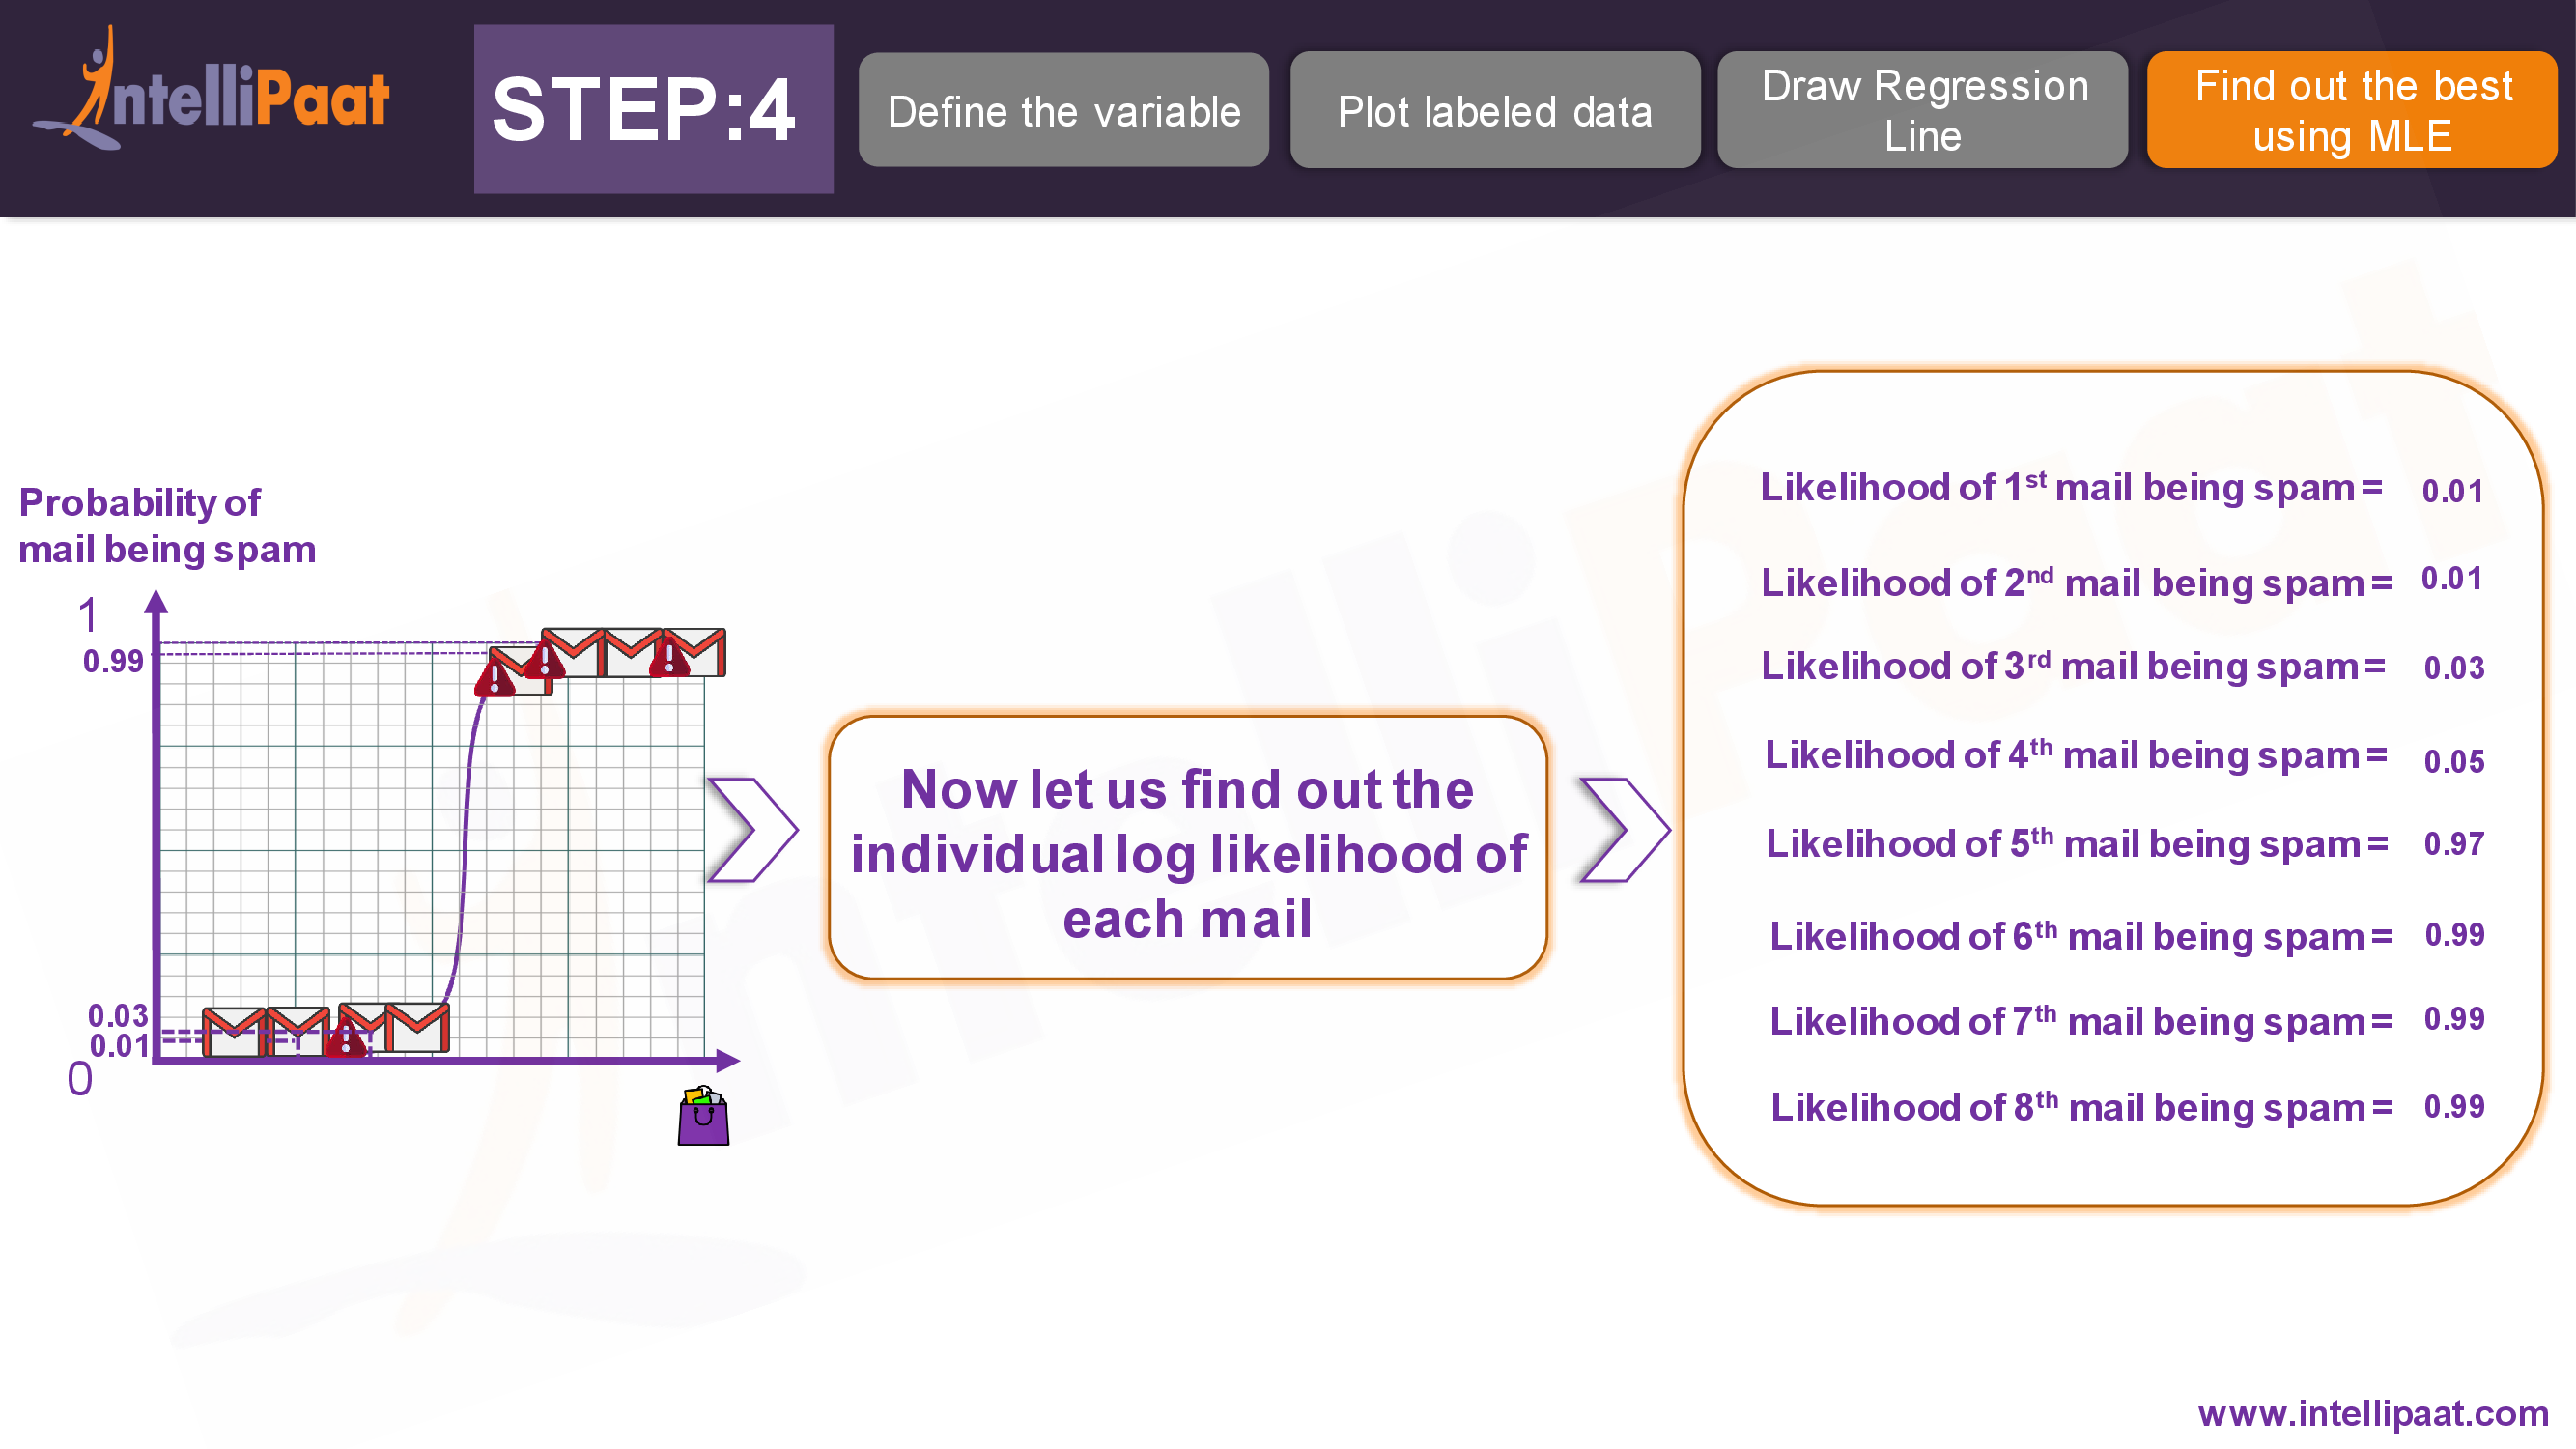 ntelliPaat
STEP:4
Define the variable
Plot labeled data
Draw Regression
Line
Find out the best
using MLE
Probability of
mail being spam
1
0.99
0.03
0.01
0
Now let us find out the
individual log likelihood of
each mail
Likelihood of 1st mail being spam = 0.01
Likelihood of 2nd mail being spam = 0.01
Likelihood of 3rd mail being spam = 0.03
Likelihood of 4th mail being spam = 0.05
Likelihood of 5th mail being spam = 0.97
Likelihood of 6th mail being spam = 0.99
Likelihood of 7th mail being spam = 0.99
Likelihood of 8th mail being spam = 0.99
www.intellipaat.com